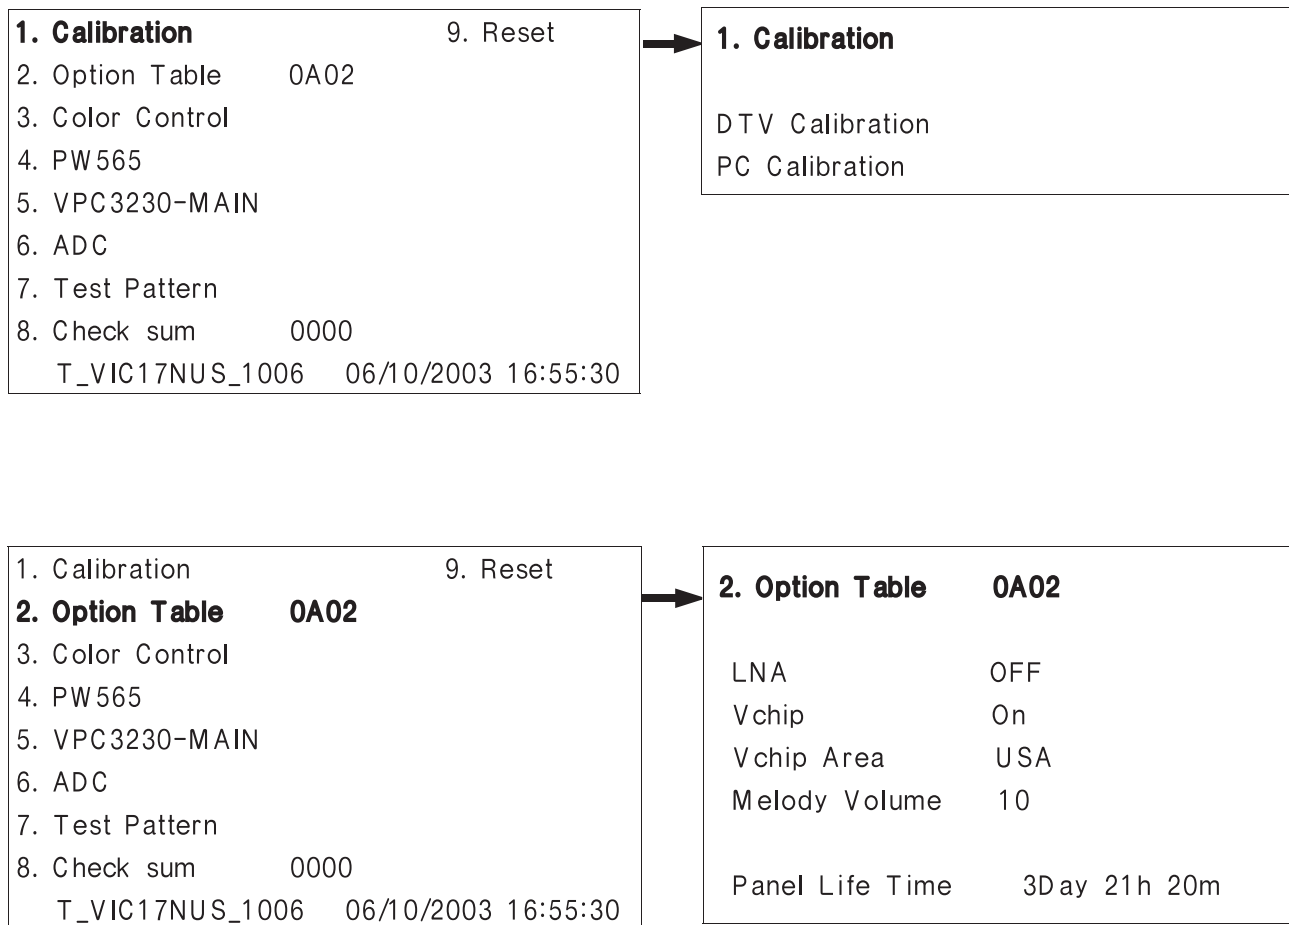 1. Calibration 9. Reset
2. Option Table 0A02
3. Color Control
4. PW565
5. VPC3230-MAIN
6. ADC
7. Test Pattern
8. Check sum 0000
T_VIC17NUS_1006 06/10/2003 16:55:30
1. Calibration
DTV Calibration
PC Calibration
1. Calibration 9. Reset
2. Option Table 0A02
3. Color Control
4. PW565
5. VPC3230-MAIN
6. ADC
7. Test Pattern
8. Check sum 0000
T_VIC17NUS_1006 06/10/2003 16:55:30
2. Option Table 0A02
LNA OFF
Vchip On
Vchip Area USA
Melody Volume 10
Panel Life Time 3Day 21h 20m